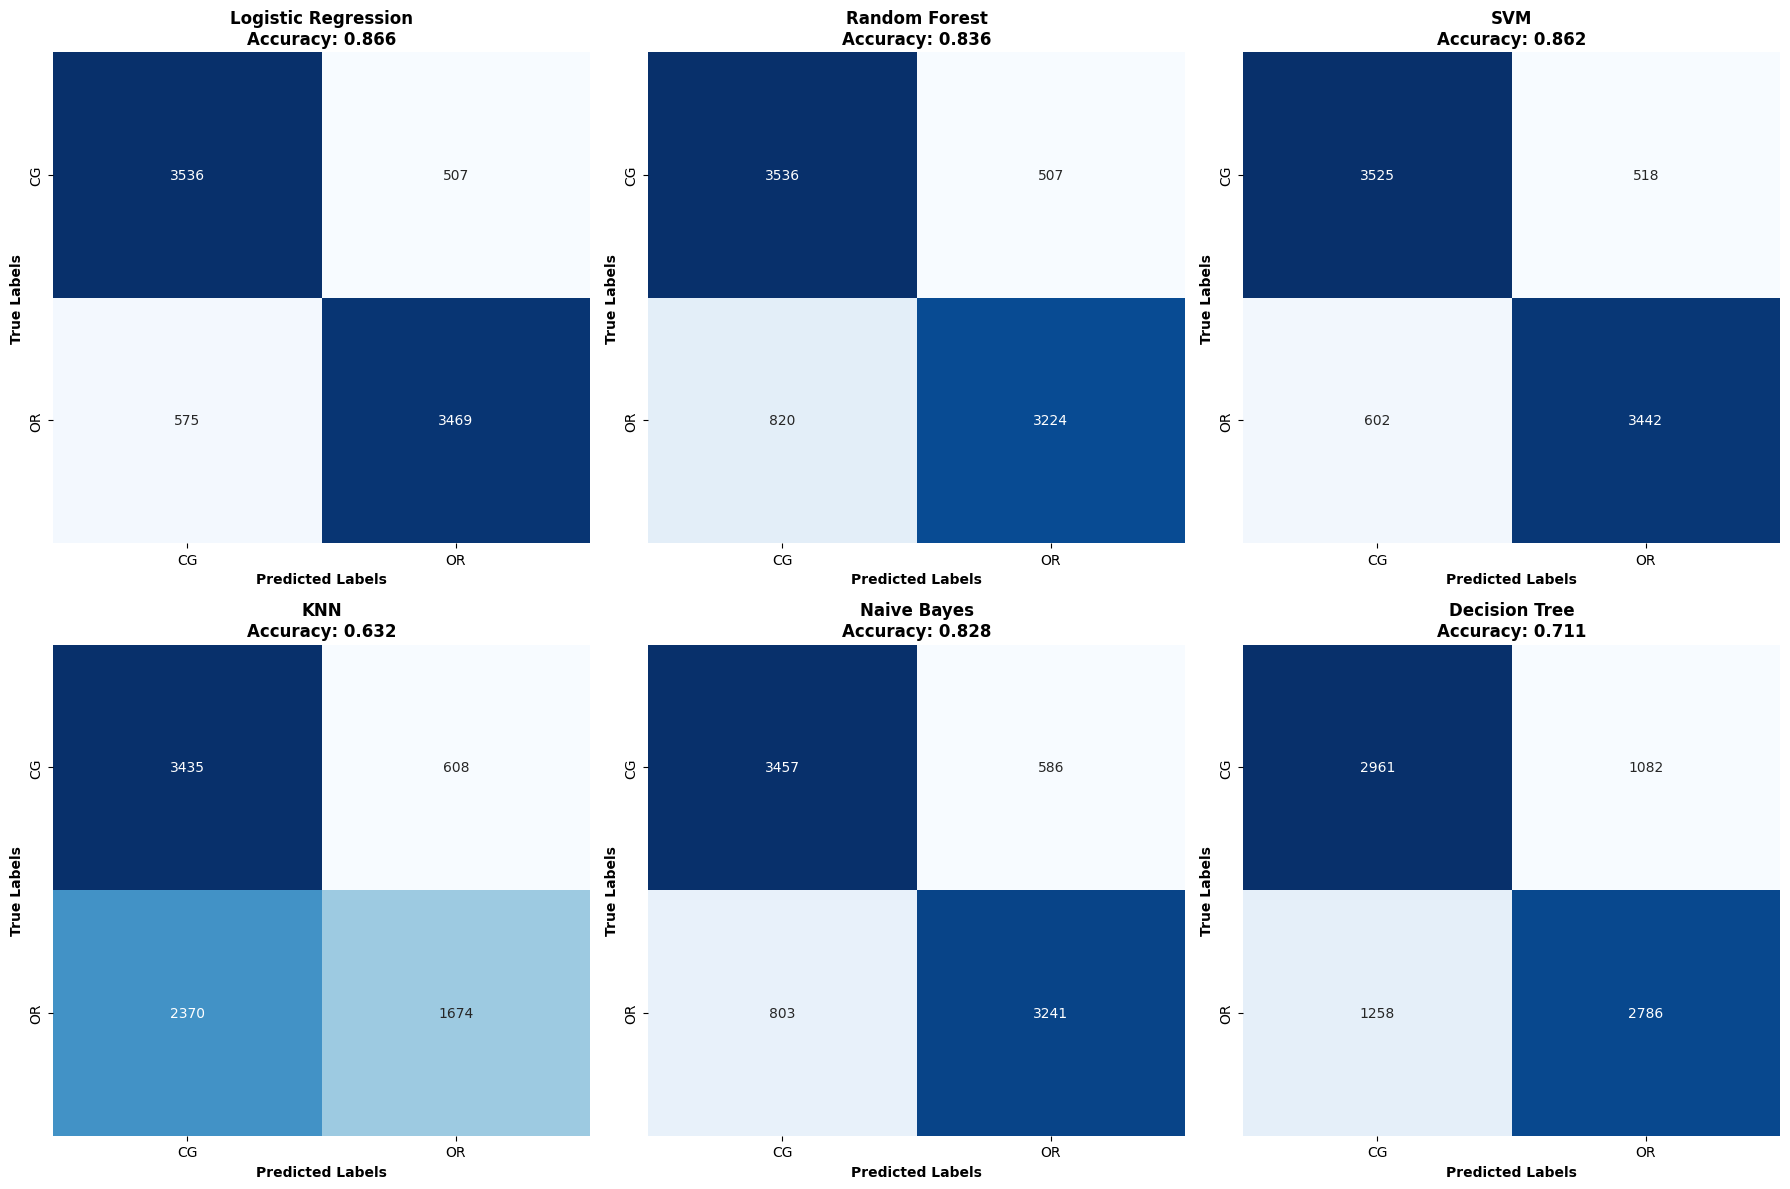 Logistic Regression
Accuracy: 0.866
True Labels
CG
3536
507
OR
575
3469
CG
OR
Predicted Labels
Random Forest
Accuracy: 0.836
True Labels
CG
3536
507
OR
820
3224
CG
OR
Predicted Labels
SVM
Accuracy: 0.862
True Labels
CG
3525
518
OR
602
3442
CG
OR
Predicted Labels
KNN
Accuracy: 0.632
True Labels
CG
3435
608
OR
2370
1674
CG
OR
Predicted Labels
Naive Bayes
Accuracy: 0.828
True Labels
CG
3457
586
OR
803
3241
CG
OR
Predicted Labels
Decision Tree
Accuracy: 0.711
True Labels
CG
2961
1082
OR
1258
2786
CG
OR
Predicted Labels